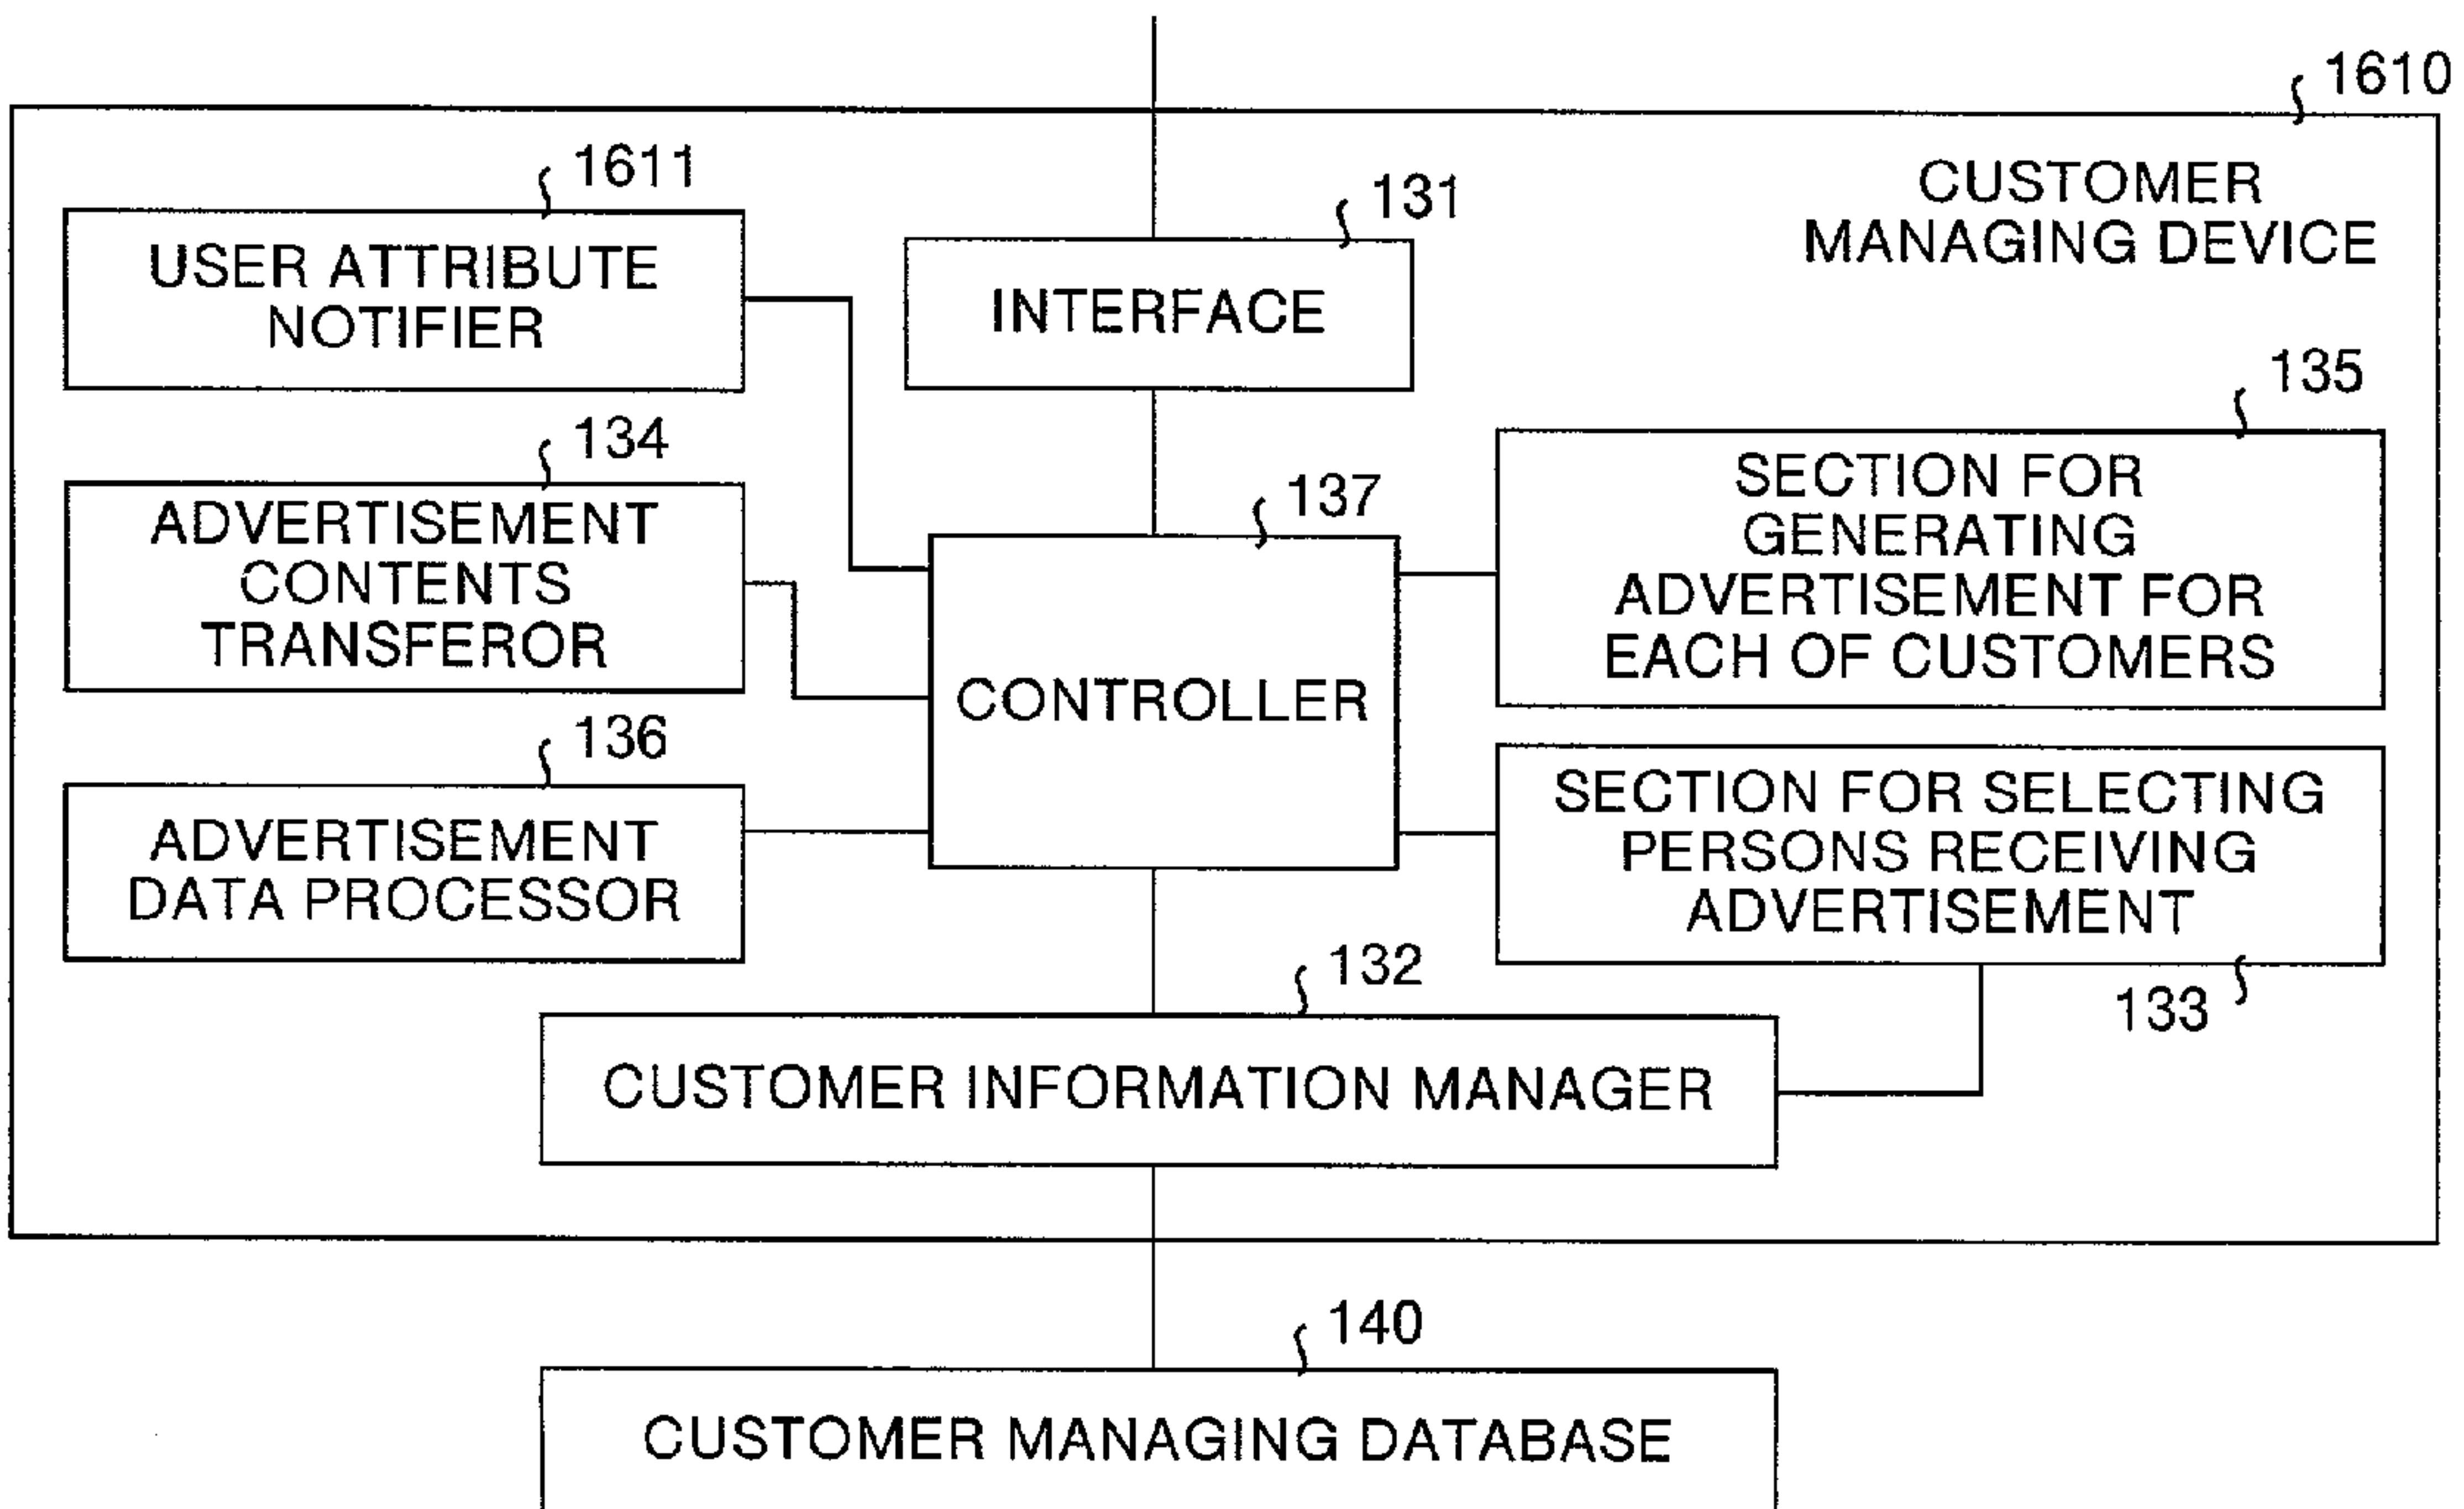 1610
CUSTOMER
MANAGING DEVICE
1611
USER ATTRIBUTE
NOTIFIER
131
INTERFACE
135
SECTION FOR
GENERATING
ADVERTISEMENT FOR
EACH OF CUSTOMERS
134
ADVERTISEMENT
CONTENTS
TRANSFEROR
137
CONTROLLER
136
ADVERTISEMENT
DATA PROCESSOR
SECTION FOR SELECTING
PERSONS RECEIVING
ADVERTISEMENT
133
132
CUSTOMER INFORMATION MANAGER
140
CUSTOMER MANAGING DATABASE